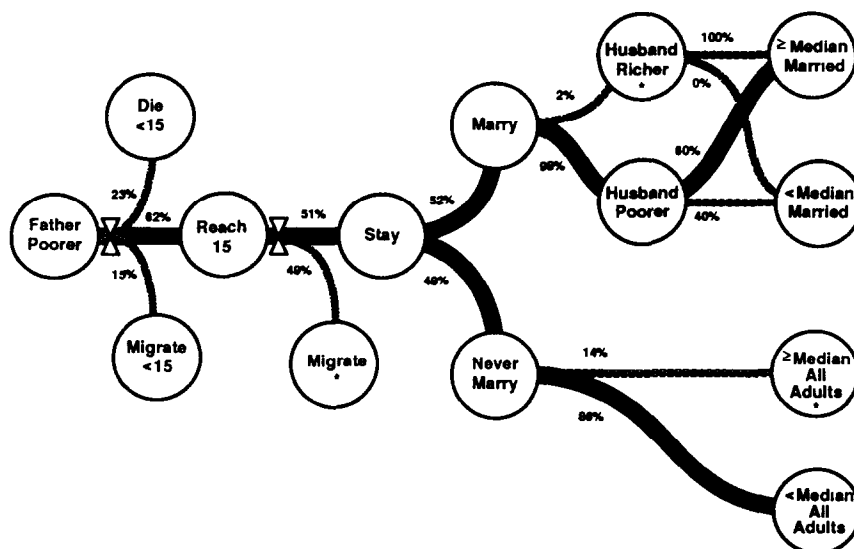 Die
<15
23%
Father
Poorer
62%
15%
Migrate
<15
Reach
15
51%
49%
Migrate
*
Stay
52%
Marry
2%
98%
Husband
Richer
*
100%
0%
≥ Median
Married
Husband
Poorer
60%
40%
< Median
Married
Never
Marry
14%
≥Median
All
Adults
*
86%
<Median
All
Adults